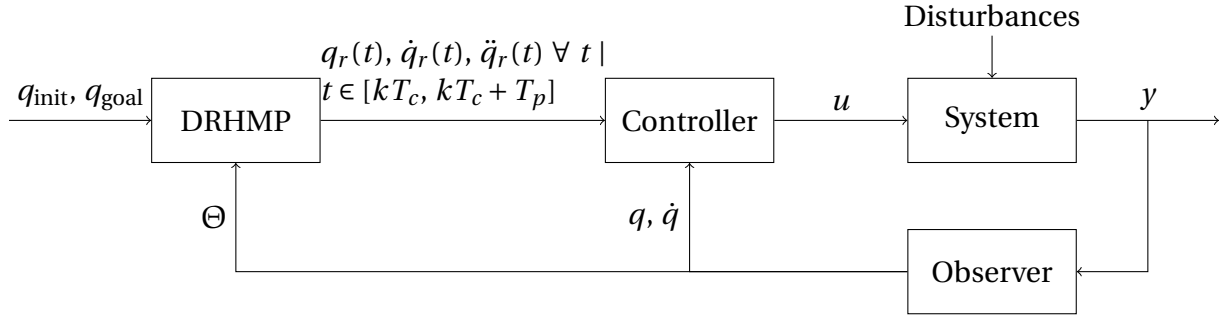 Disturbances
q_r(t), q̇_r(t), q̈_r(t) ∀ t |
t ∈ [kT_c, kT_c + T_p]
q_init, q_goal
DRHMP
Controller
u
System
y
Θ
q, q̇
Observer